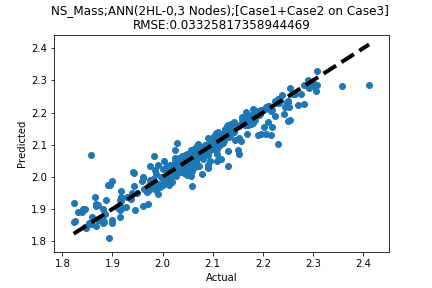 NS_Mass;ANN(2HL-0,3 Nodes);[Case1+Case2 on Case3]
RMSE:0.03325817358944469
2.4
2.3
2.2
2.1
2.0
1.9
1.8
Predicted
1.8 1.9 2.0 2.1 2.2 2.3 2.4
Actual